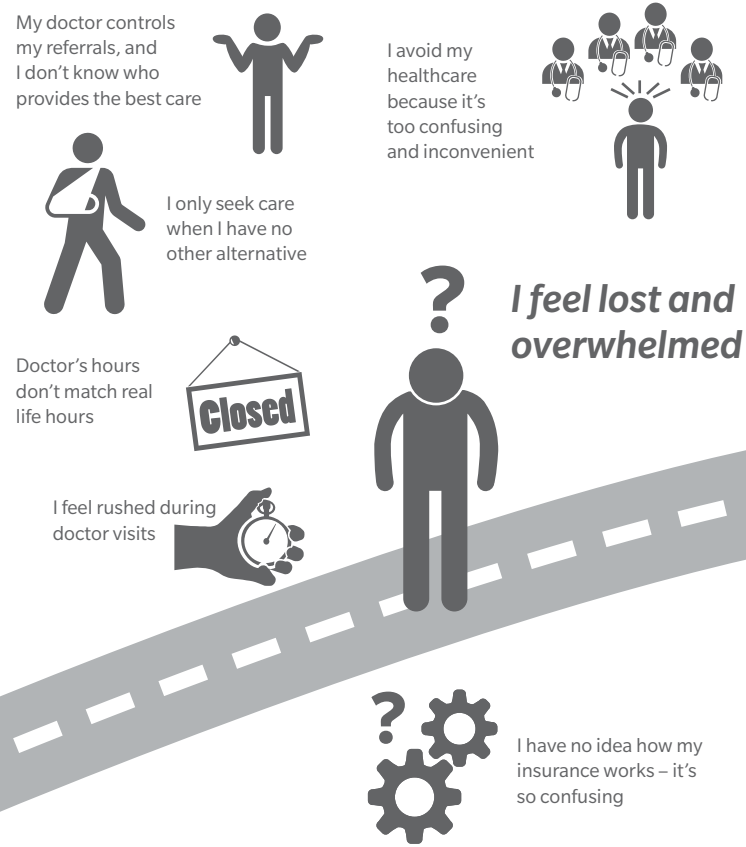 My doctor controls
my referrals, and
I don't know who
provides the best care
I avoid my
healthcare
because it's
too confusing
and inconvenient
I only seek care
when I have no
other alternative
?
I feel lost and
overwhelmed
Doctor's hours
don't match real
life hours
Closed
I feel rushed during
doctor visits
?
I have no idea how my
insurance works – it's
so confusing